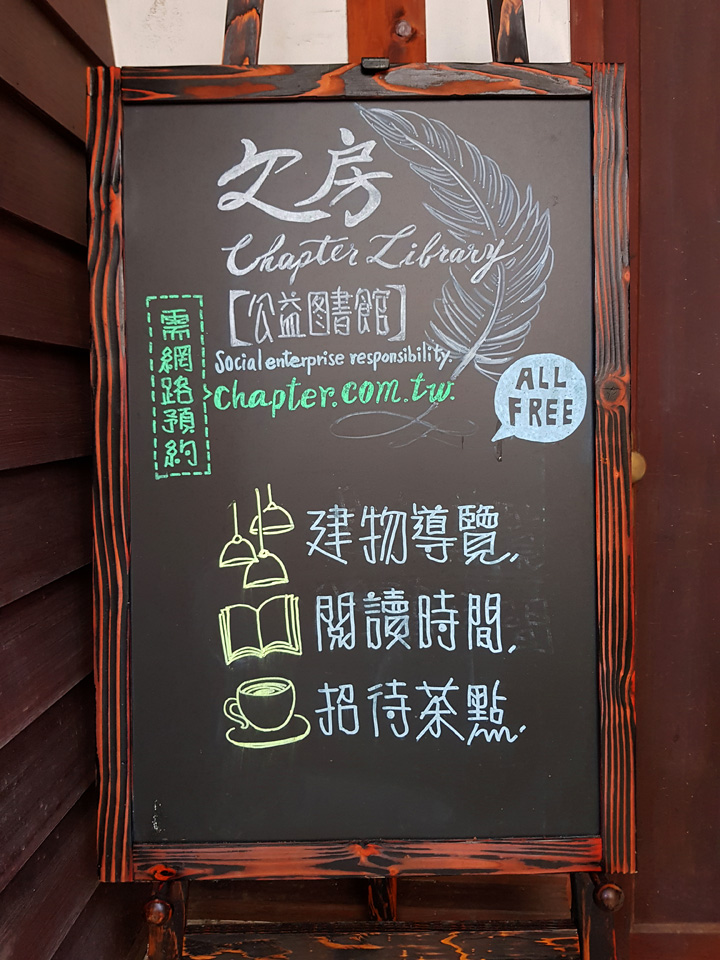 文房
Chapter Library
[公益图書館]
Social enterprise responsibility.
需網路預約
chapter.com.tw.
ALL
FREE
建物導覽.
閱讀時間.
招待茶點.